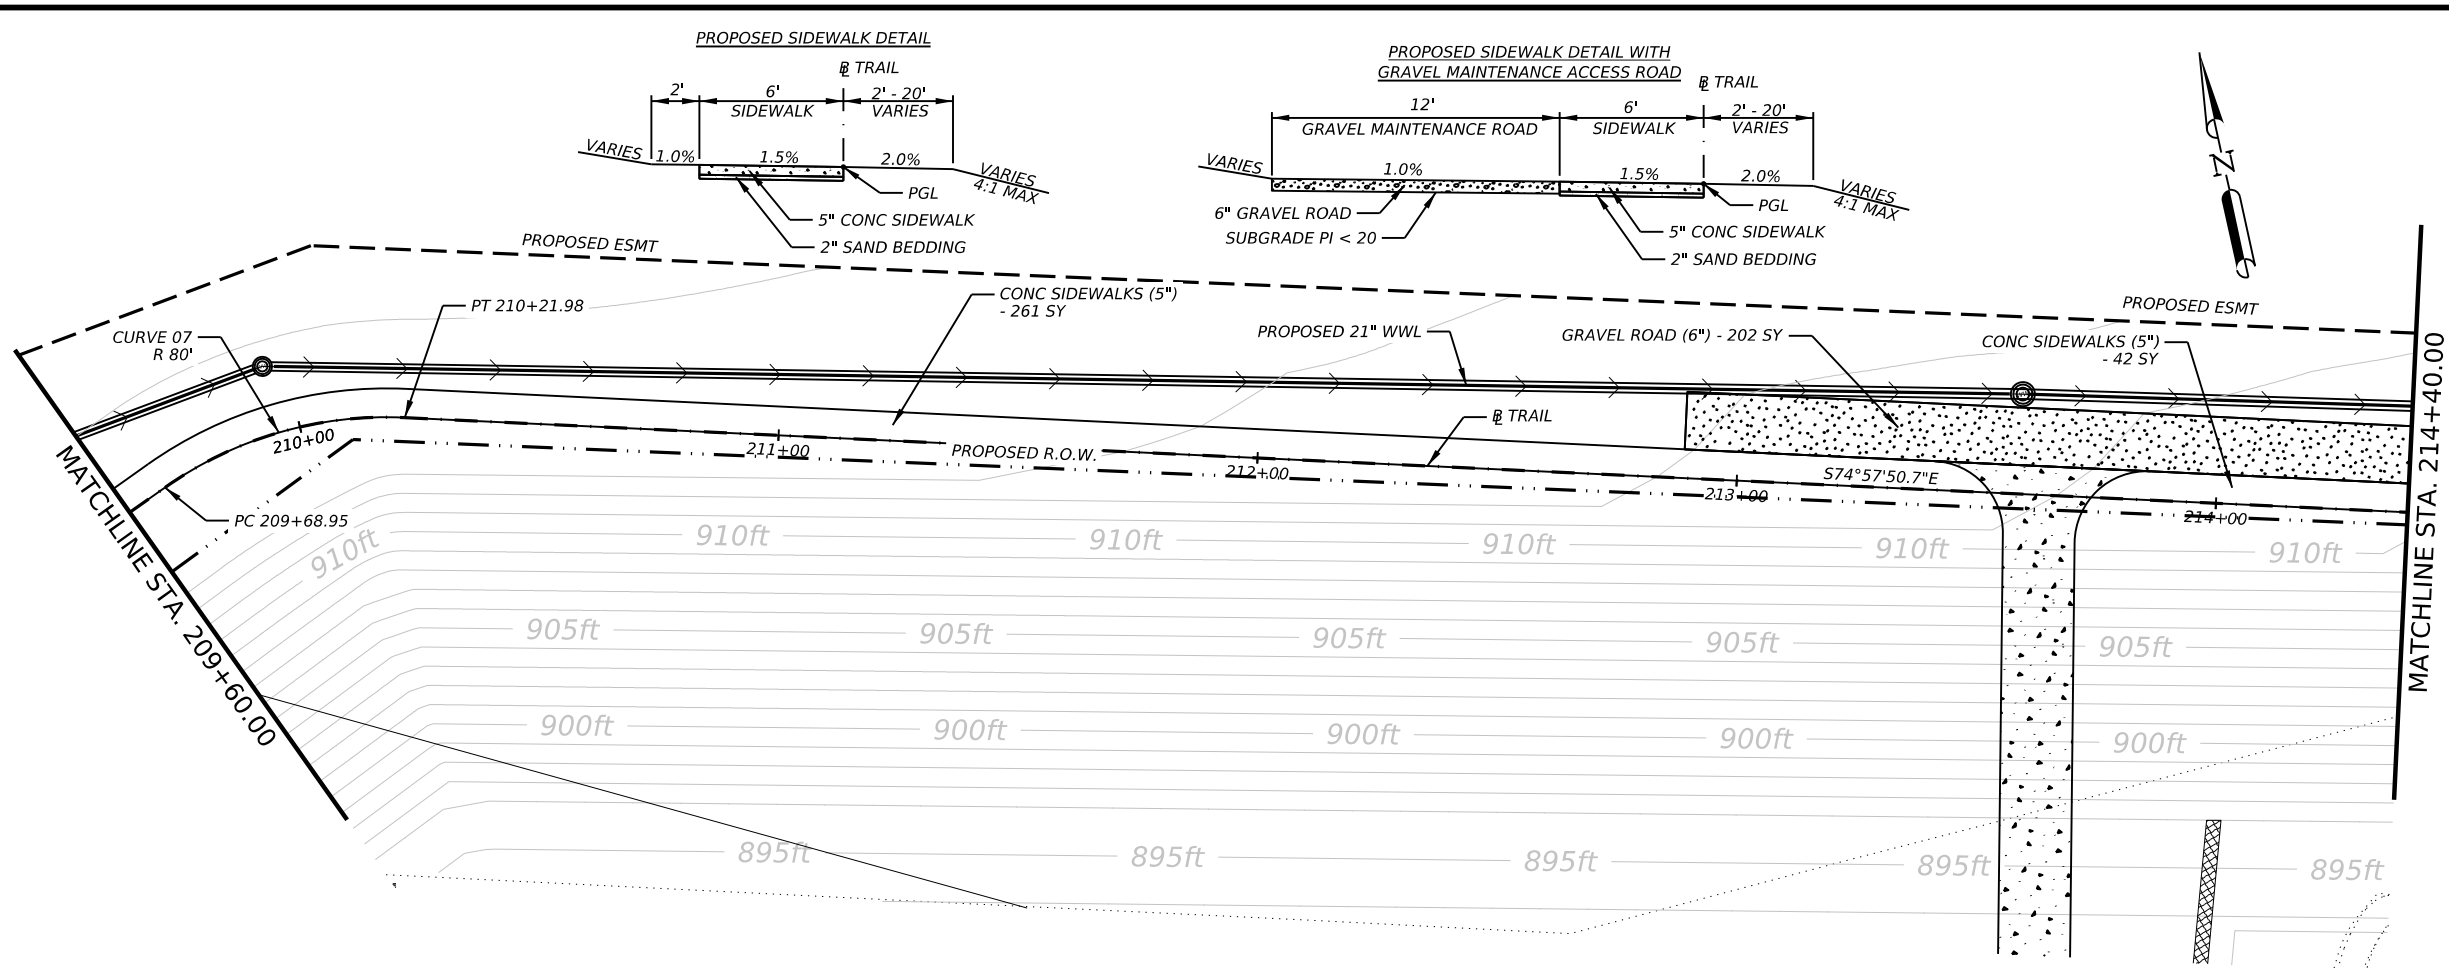 PROPOSED SIDEWALK DETAIL
℄ TRAIL
2'
6'
SIDEWALK
2' - 20'
VARIES
VARIES
1.0%
1.5%
2.0%
VARIES
4:1 MAX
PGL
5" CONC SIDEWALK
2" SAND BEDDING
PROPOSED SIDEWALK DETAIL WITH
GRAVEL MAINTENANCE ACCESS ROAD
TRAIL
12'
GRAVEL MAINTENANCE ROAD
6'
SIDEWALK
2' - 20'
VARIES
VARIES
1.0%
1.5%
2.0%
VARIES
4:1 MAX
6" GRAVEL ROAD
SUBGRADE PI < 20
PGL
5" CONC SIDEWALK
2" SAND BEDDING
N
PROPOSED ESMT
PROPOSED ESMT
CURVE 07
R 80'
PT 210+21.98
CONC SIDEWALKS (5")
- 261 SY
PROPOSED 21" WWL
GRAVEL ROAD (6") - 202 SY
CONC SIDEWALKS (5")
- 42 SY
TRAIL
210+00
211+00
PROPOSED R.O.W.
212+00
213+00
S74°57'50.7"E
214+00
PC 209+68.95
MATCHLINE STA. 209+60.00
MATCHLINE STA. 214+40.00
910ft
910ft
910ft
910ft
910ft
910ft
905ft
905ft
905ft
905ft
905ft
900ft
900ft
900ft
900ft
900ft
895ft
895ft
895ft
895ft
895ft